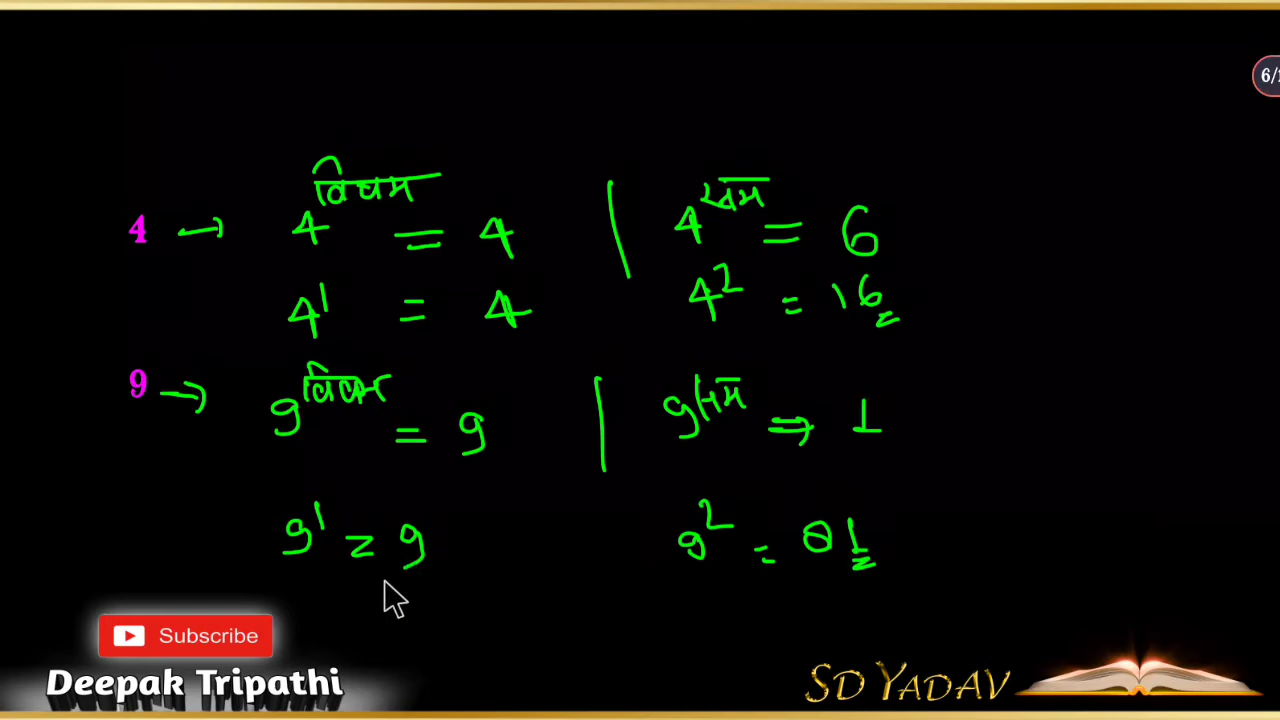 6/1
4 → 4^विषम = 4 | 4^सम = 6
4^1 = 4 4^2 = 16
9 → 9^विषम = 9 | 9^सम ⇒ 1
9^1 = 9 9^2 = 81
Subscribe
Deepak Tripathi
SD YADAV